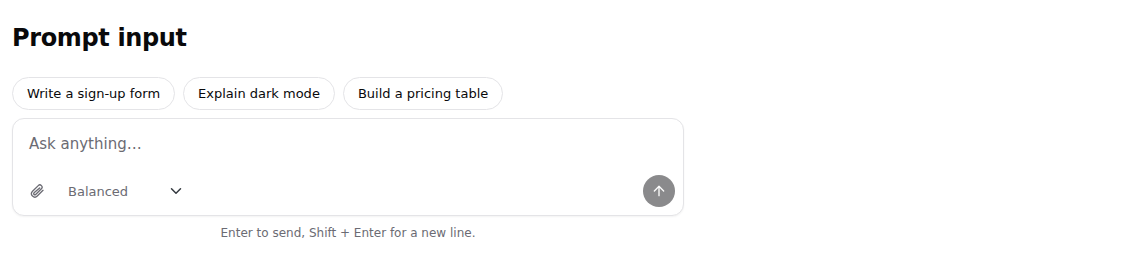 Prompt input
Write a sign-up form Explain dark mode Build a pricing table
Ask anything…
Balanced
Enter to send, Shift + Enter for a new line.